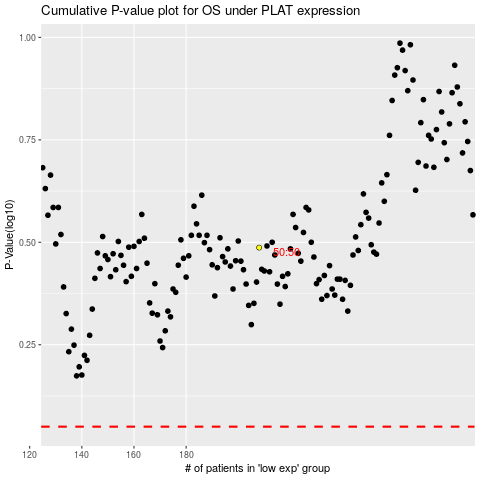 Cumulative P-value plot for OS under PLAT expression
P-Value(log10)
1.00
0.75
0.50
0.25
50:50
120 140 160 180
# of patients in 'low exp' group